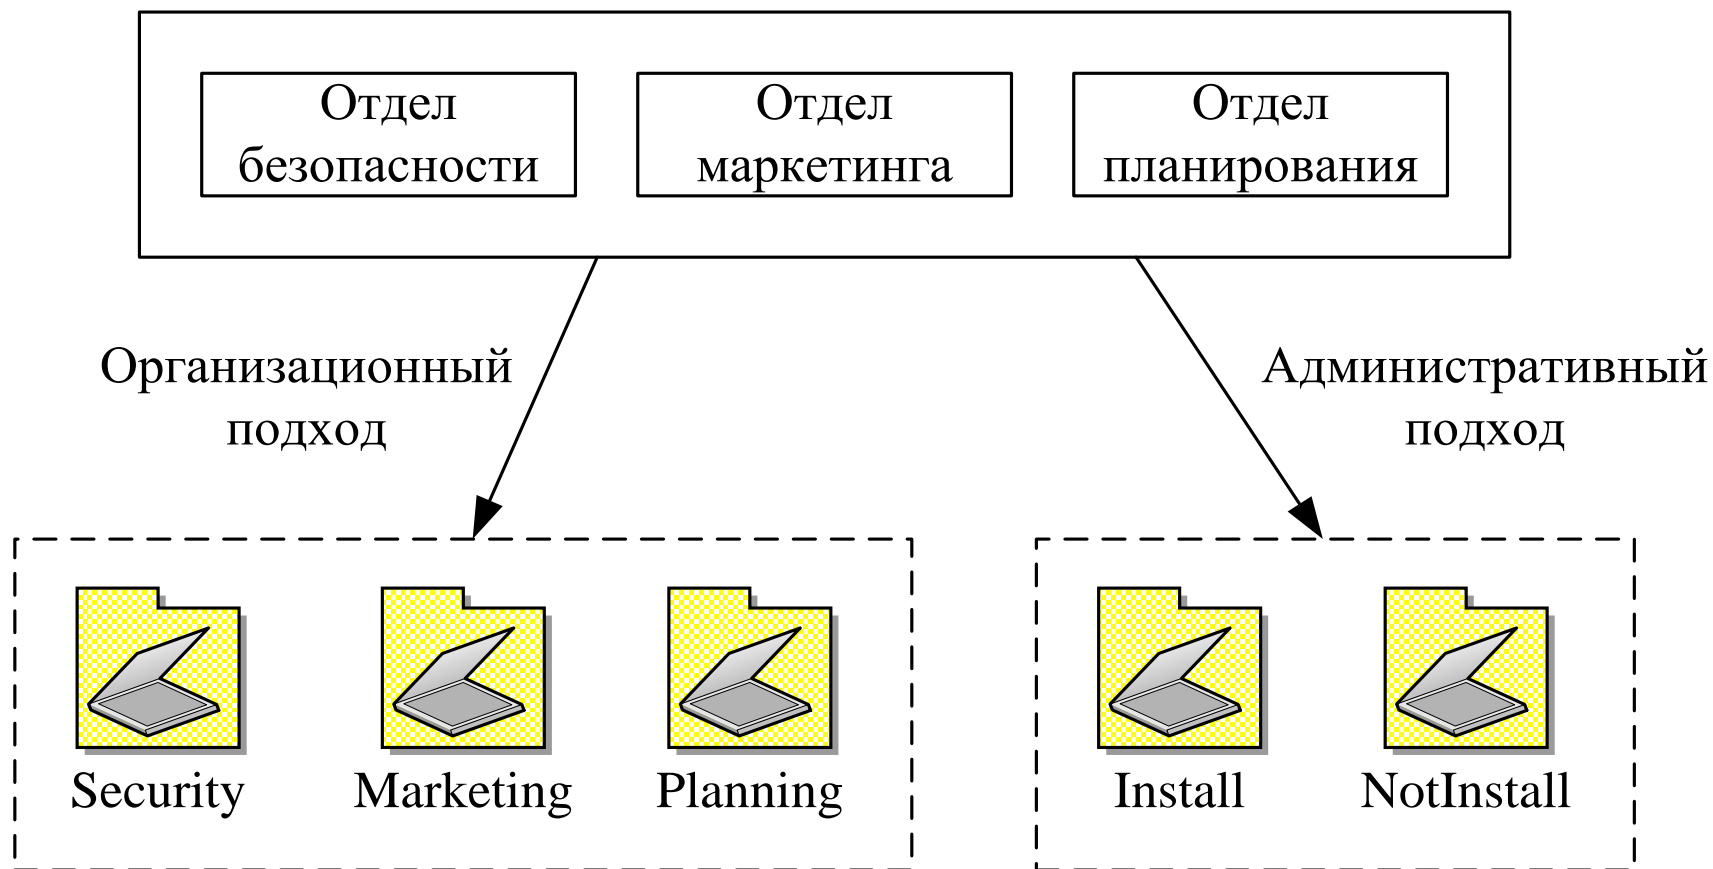 Отдел
безопасности
Отдел
маркетинга
Отдел
планирования
Организационный
подход
Административный
подход
Security
Marketing
Planning
Install
NotInstall